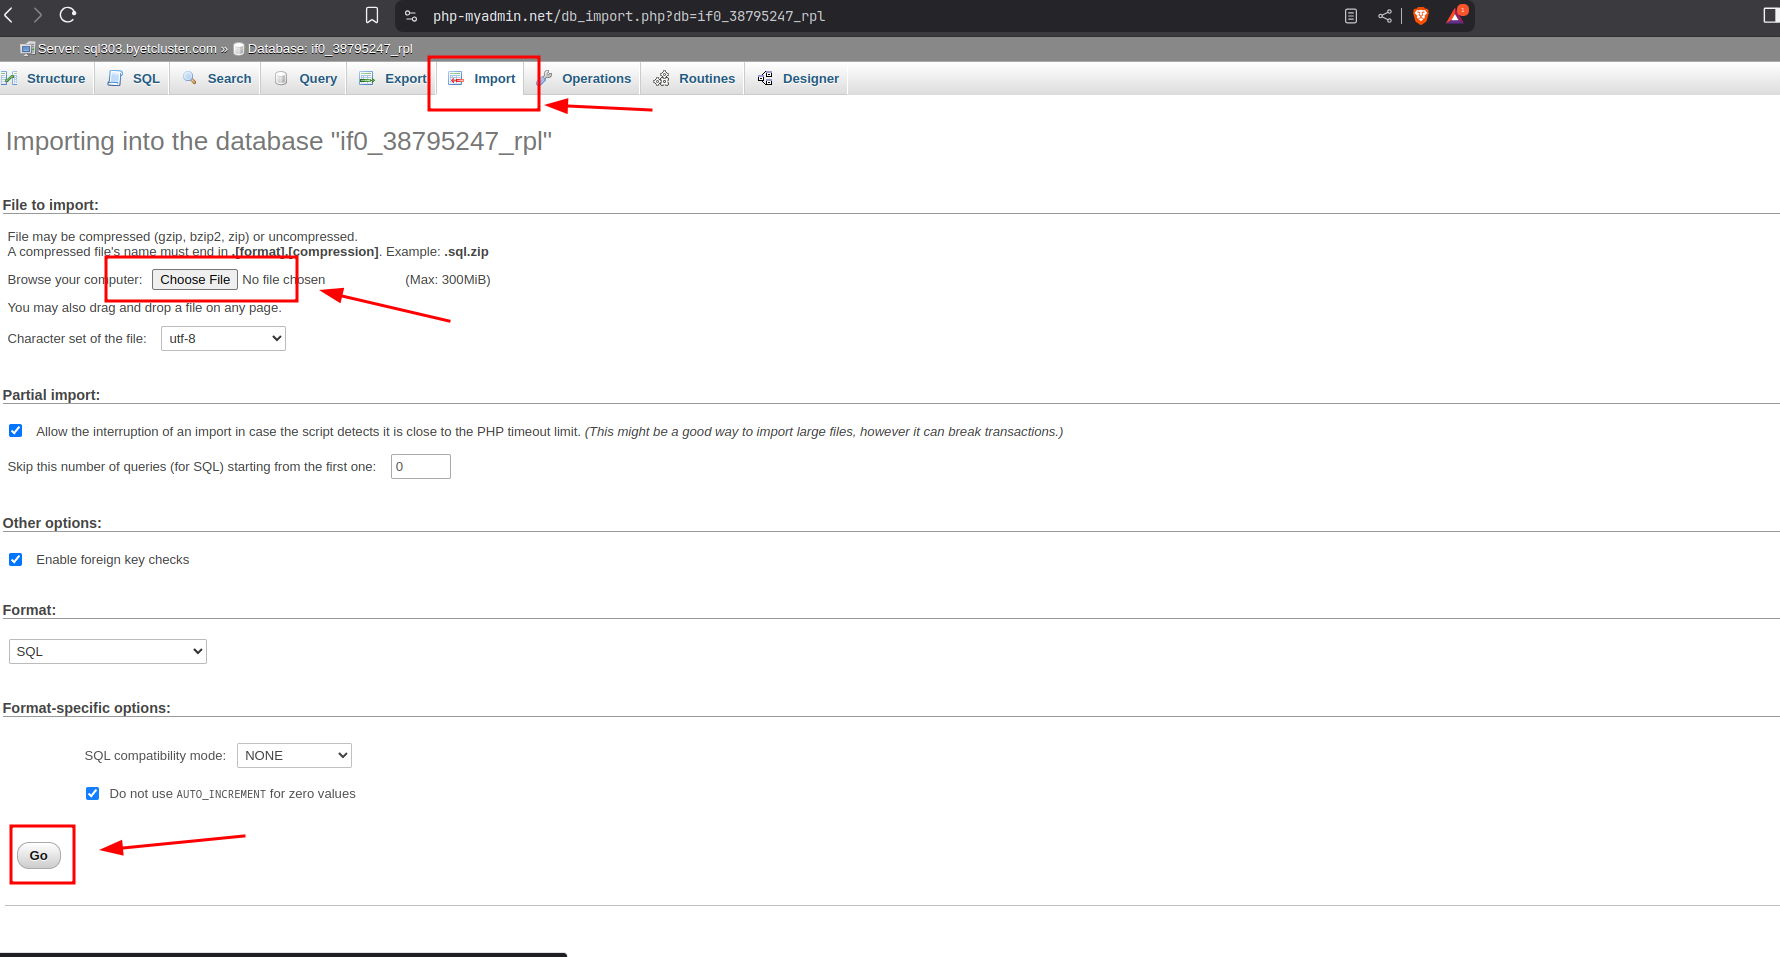 php-myadmin.net/db_import.php?db=if0_38795247_rpl
1
Server: sql303.byetcluster.com » Database: if0_38795247_rpl
Structure SQL Search Query Export Import Operations Routines Designer
Importing into the database "if0_38795247_rpl"
File to import:
File may be compressed (gzip, bzip2, zip) or uncompressed.
A compressed file's name must end in .[format].[compression]. Example: .sql.zip
Browse your computer: Choose File No file chosen (Max: 300MiB)
You may also drag and drop a file on any page.
Character set of the file: utf-8
Partial import:
Allow the interruption of an import in case the script detects it is close to the PHP timeout limit. (This might be a good way to import large files, however it can break transactions.)
Skip this number of queries (for SQL) starting from the first one: 0
Other options:
Enable foreign key checks
Format:
SQL
Format-specific options:
SQL compatibility mode: NONE
Do not use AUTO_INCREMENT for zero values
Go